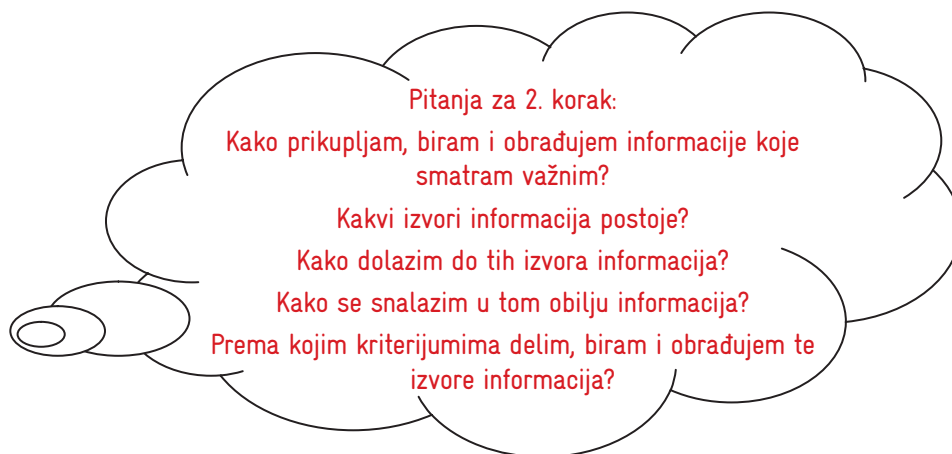 Pitanja za 2. korak:
Kako prikupljam, biram i obrađujem informacije koje
smatram važnim?
Kakvi izvori informacija postoje?
Kako dolazim do tih izvora informacija?
Kako se snalazim u tom obilju informacija?
Prema kojim kriterijumima delim, biram i obrađujem te
izvore informacija?